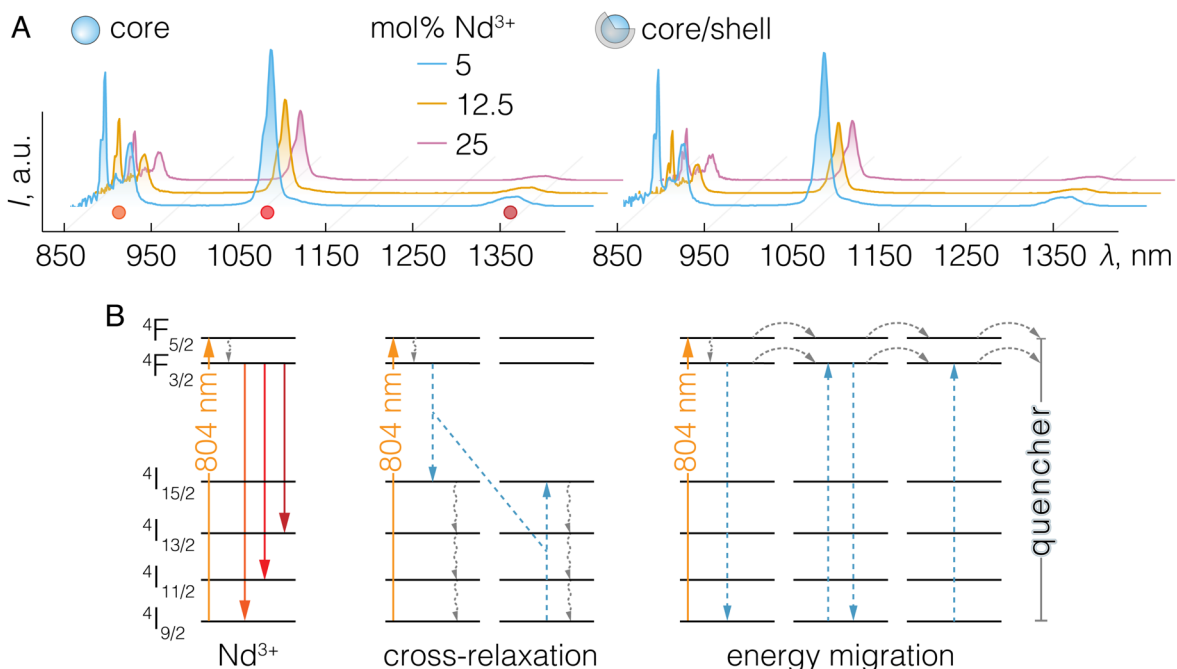 A
core
mol% Nd³⁺
core/shell
5
12.5
25
I, a.u.
850 950 1050 1150 1250 1350
850 950 1050 1150 1250 1350 λ, nm
B
⁴F₅/₂
⁴F₃/₂
⁴I₁₅/₂
⁴I₁₃/₂
⁴I₁₁/₂
⁴I₉/₂
804 nm
804 nm
804 nm
quencher
Nd³⁺
cross-relaxation
energy migration